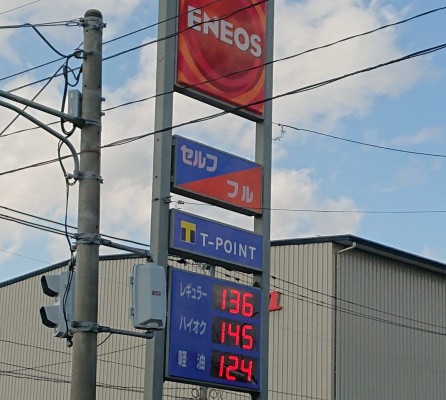 ENEOS
セルフ
フル
T T-POINT
レギュラー 136
ハイオク 145
軽油 124